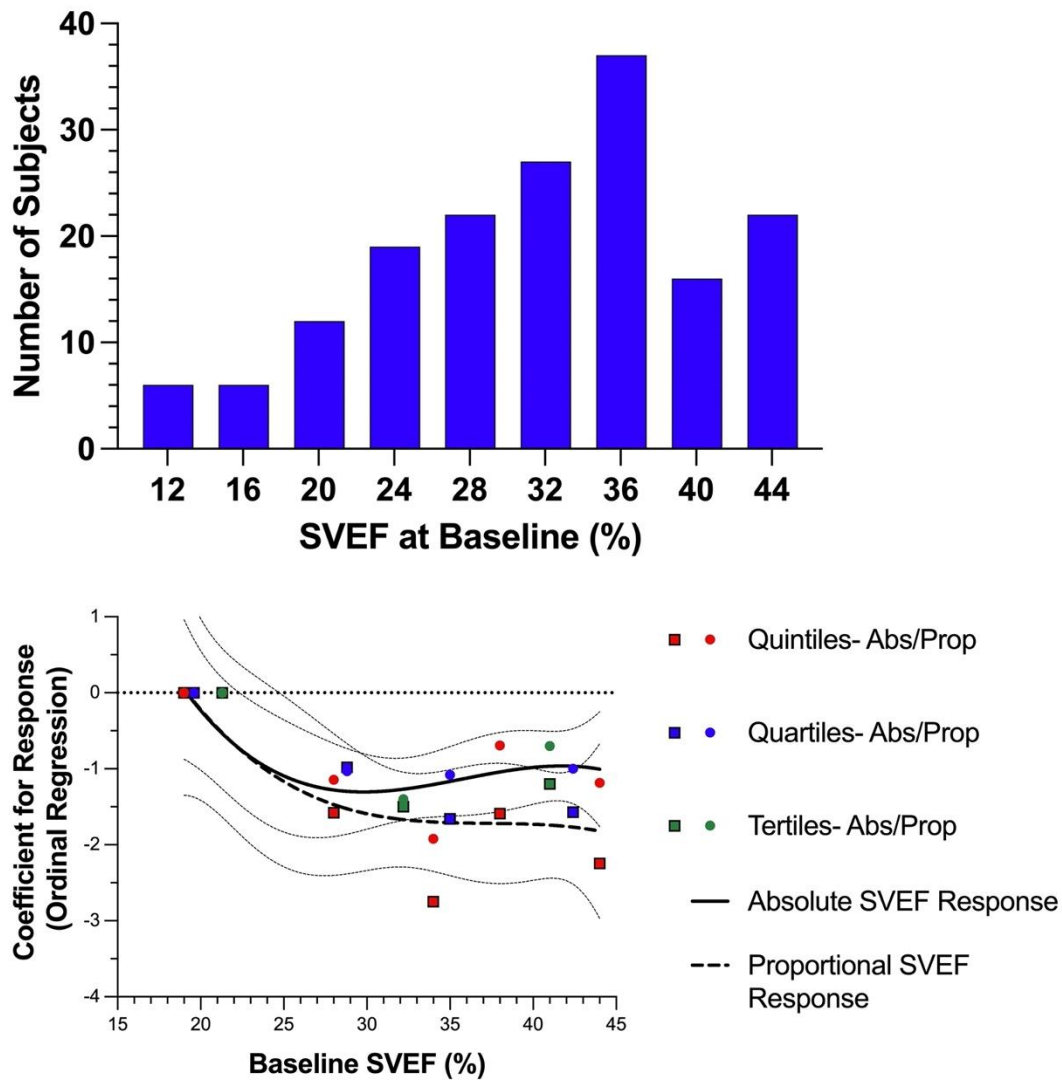 40
30
20
10
0
Number of Subjects
12 16 20 24 28 32 36 40 44
SVEF at Baseline (%)
1
0
-1
-2
-3
-4
Coefficient for Response
(Ordinal Regression)
15 20 25 30 35 40 45
Baseline SVEF (%)
Quintiles- Abs/Prop
Quartiles- Abs/Prop
Tertiles- Abs/Prop
Absolute SVEF Response
Proportional SVEF
Response